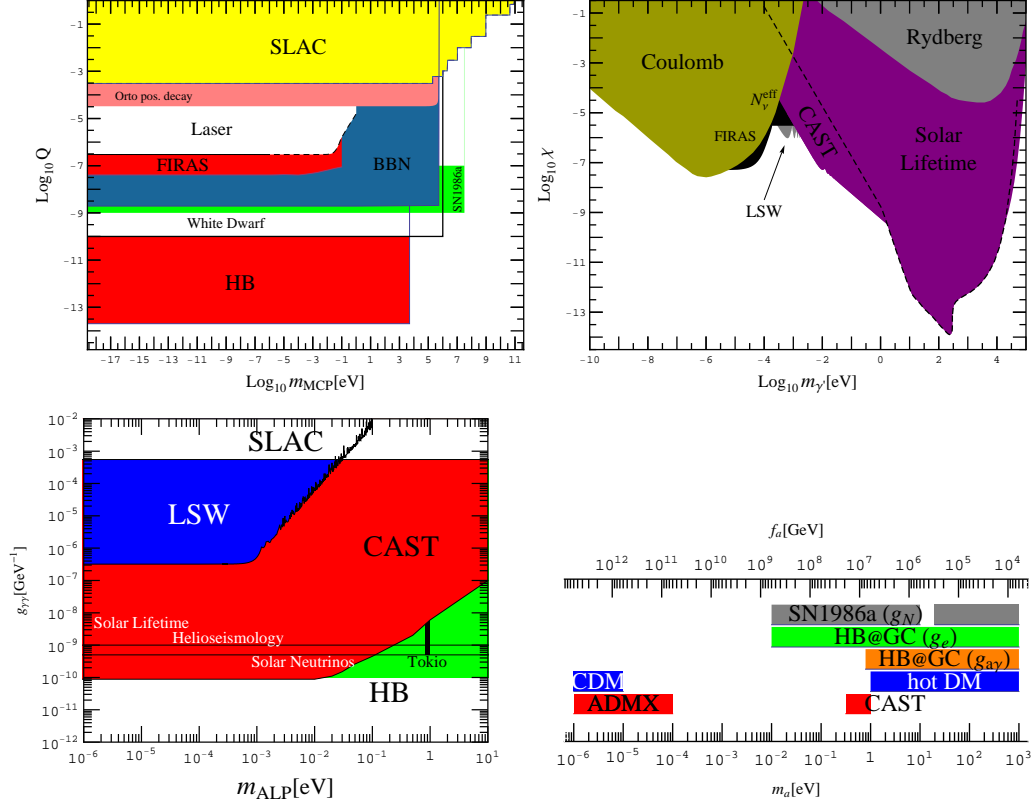 -1
-3
-5
-7
-9
-11
-13
Log₁₀ Q
SLAC
Orto pos. decay
Laser
FIRAS
BBN
SN1986a
White Dwarf
HB
-17 -15 -13 -11 -9 -7 -5 -3 -1 1 3 5 7 9 11
Log₁₀ mMCP[eV]
-1
-3
-5
-7
-9
-11
-13
Log₁₀ χ
Coulomb
Rydberg
N_ν^eff
FIRAS
CAST
Solar
Lifetime
LSW
-10 -8 -6 -4 -2 0 2 4
Log₁₀ mγ′[eV]
10⁻²
10⁻³
10⁻⁴
10⁻⁵
10⁻⁶
10⁻⁷
10⁻⁸
10⁻⁹
10⁻¹⁰
10⁻¹¹
10⁻¹²
gγγ[GeV⁻¹]
SLAC
LSW
CAST
Solar Lifetime
Helioseismology
Solar Neutrinos
Tokio
HB
10⁻⁶ 10⁻⁵ 10⁻⁴ 10⁻³ 10⁻² 10⁻¹ 1 10
mALP[eV]
fa[GeV]
10¹² 10¹¹ 10¹⁰ 10⁹ 10⁸ 10⁷ 10⁶ 10⁵ 10⁴
SN1986a (gN)
HB@GC (ge)
HB@GC (gaγ)
CDM hot DM
ADMX CAST
10⁻⁶ 10⁻⁵ 10⁻⁴ 10⁻³ 10⁻² 10⁻¹ 1 10 10² 10³
ma[eV]